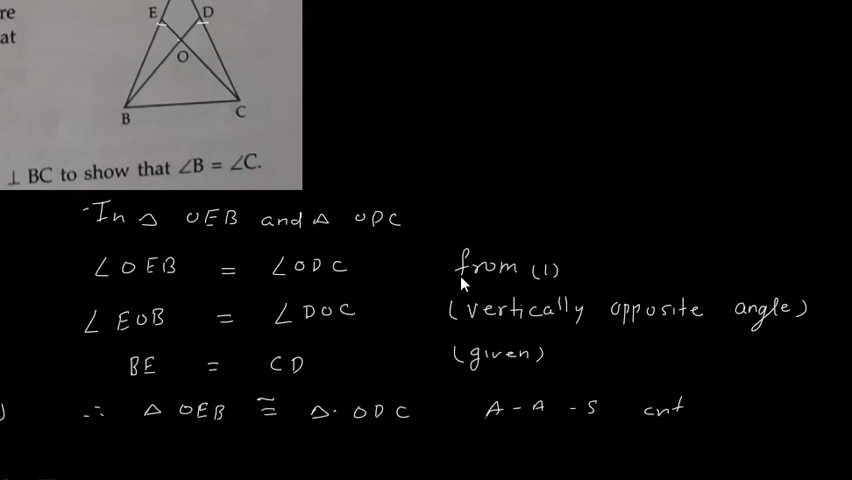 re
at
E D
O
B C
⊥ BC to show that ∠B = ∠C.
In △ OEB and △ ODC
∠OEB = ∠ODC from (1)
∠EOB = ∠DOC (vertically opposite angle)
BE = CD (given)
∴ △ OEB ≅ △ ODC A-A-S